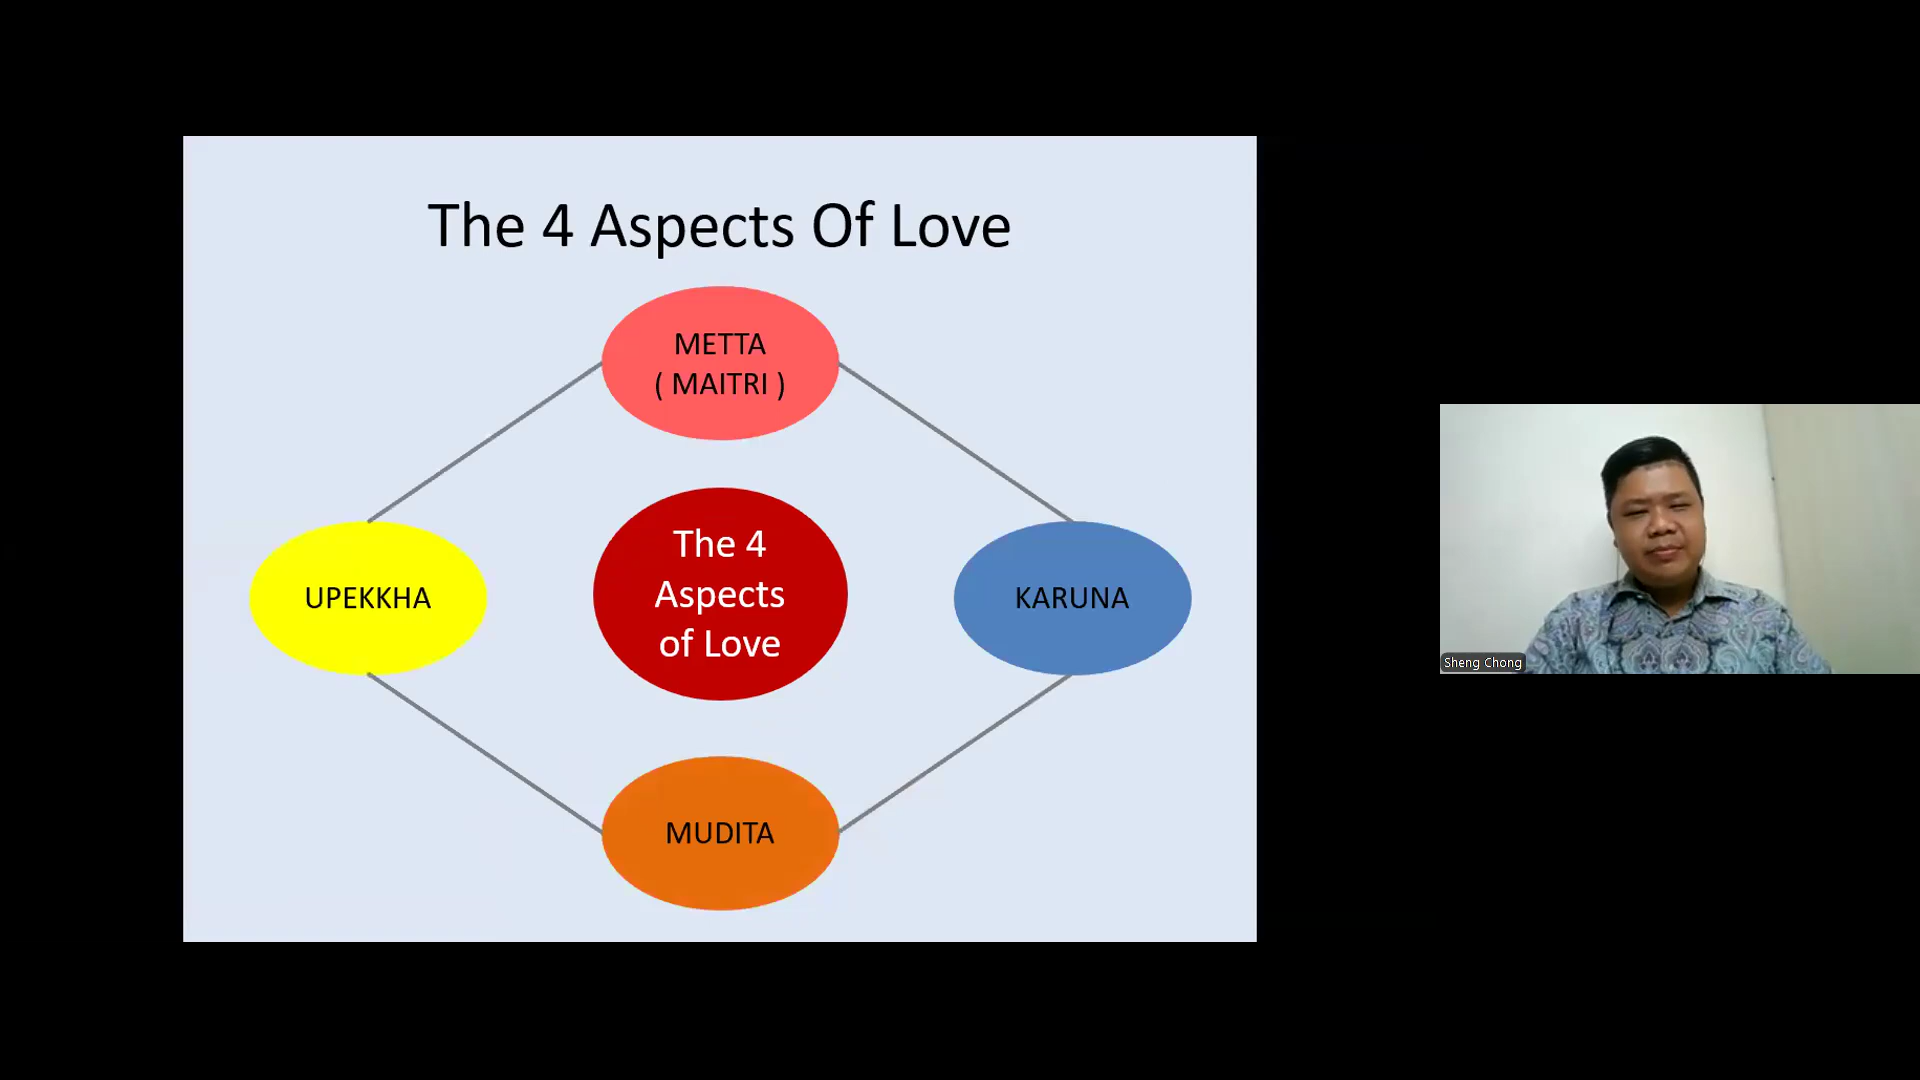 The 4 Aspects Of Love
METTA
( MAITRI )
UPEKKHA
The 4
Aspects
of Love
KARUNA
MUDITA
Sheng Chong